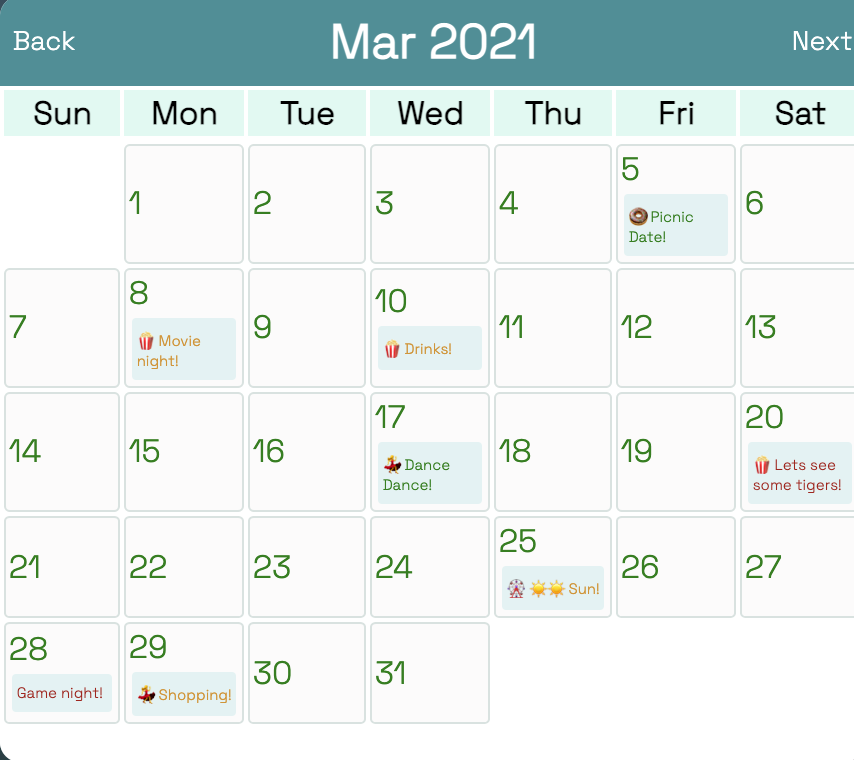 Back Mar 2021 Next
Sun Mon Tue Wed Thu Fri Sat
1 2 3 4 5 6
🍩Picnic
Date!
7 8 9 10 11 12 13
🍿 Movie
night!
🍿 Drinks!
14 15 16 17 18 19 20
💃Dance
Dance!
🍿 Lets see
some tigers!
21 22 23 24 25 26 27
🎡 ☀️☀️ Sun!
28 29 30 31
Game night!
💃Shopping!